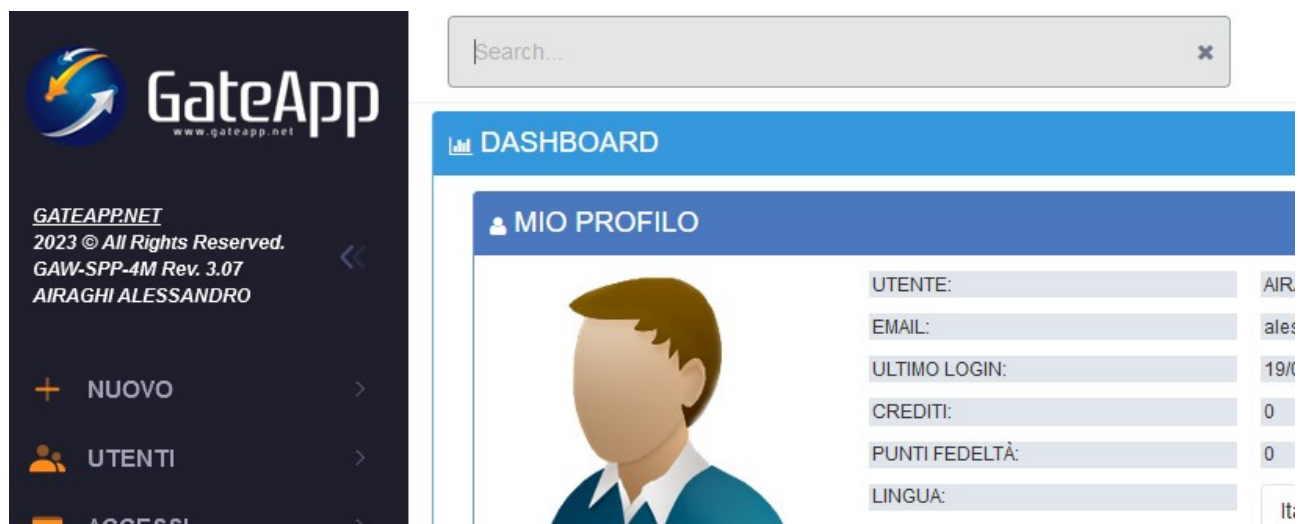 GateApp
www.gateapp.net
GATEAPP.NET
2023 © All Rights Reserved.
GAW-SPP-4M Rev. 3.07
AIRAGHI ALESSANDRO
NUOVO
UTENTI
Search...
DASHBOARD
MIO PROFILO
UTENTE:
EMAIL:
ULTIMO LOGIN:
CREDITI: 0
PUNTI FEDELTÀ: 0
LINGUA: